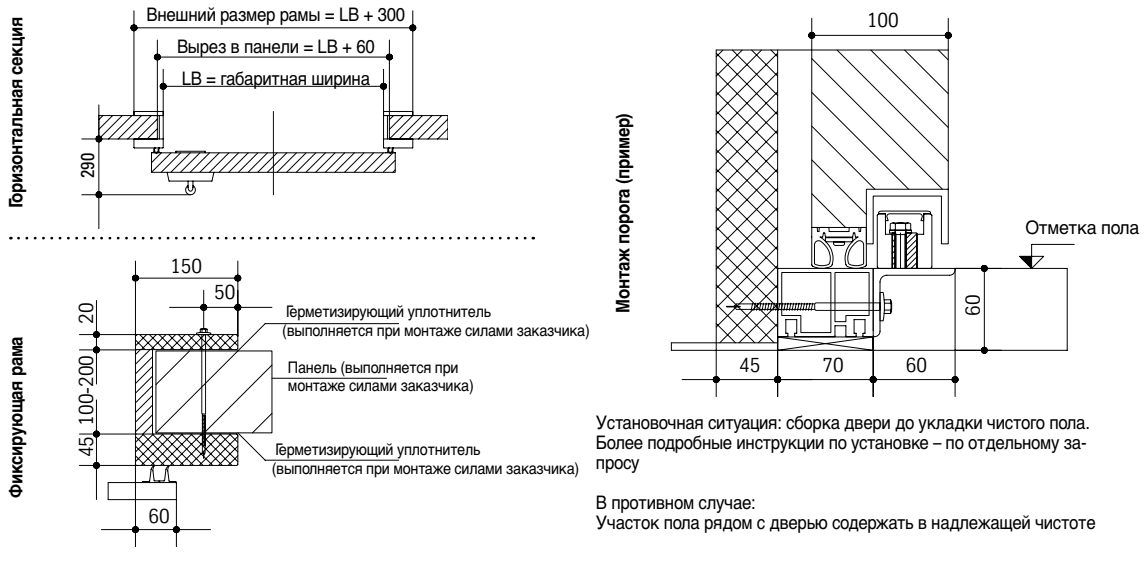 Горизонтальная секция
Внешний размер рамы = LB + 300
Вырез в панели = LB + 60
LB = габаритная ширина
290
Фиксирующая рама
150
50
20
100-200
45
60
Герметизирующий уплотнитель
(выполняется при монтаже силами заказчика)
Панель (выполняется при
монтаже силами заказчика)
Герметизирующий уплотнитель
(выполняется при монтаже силами заказчика)
Монтаж порога (пример)
100
Отметка пола
60
45
70
60
Установочная ситуация: сборка двери до укладки чистого пола.
Более подробные инструкции по установке – по отдельному за-
просу
В противном случае:
Участок пола рядом с дверью содержать в надлежащей чистоте